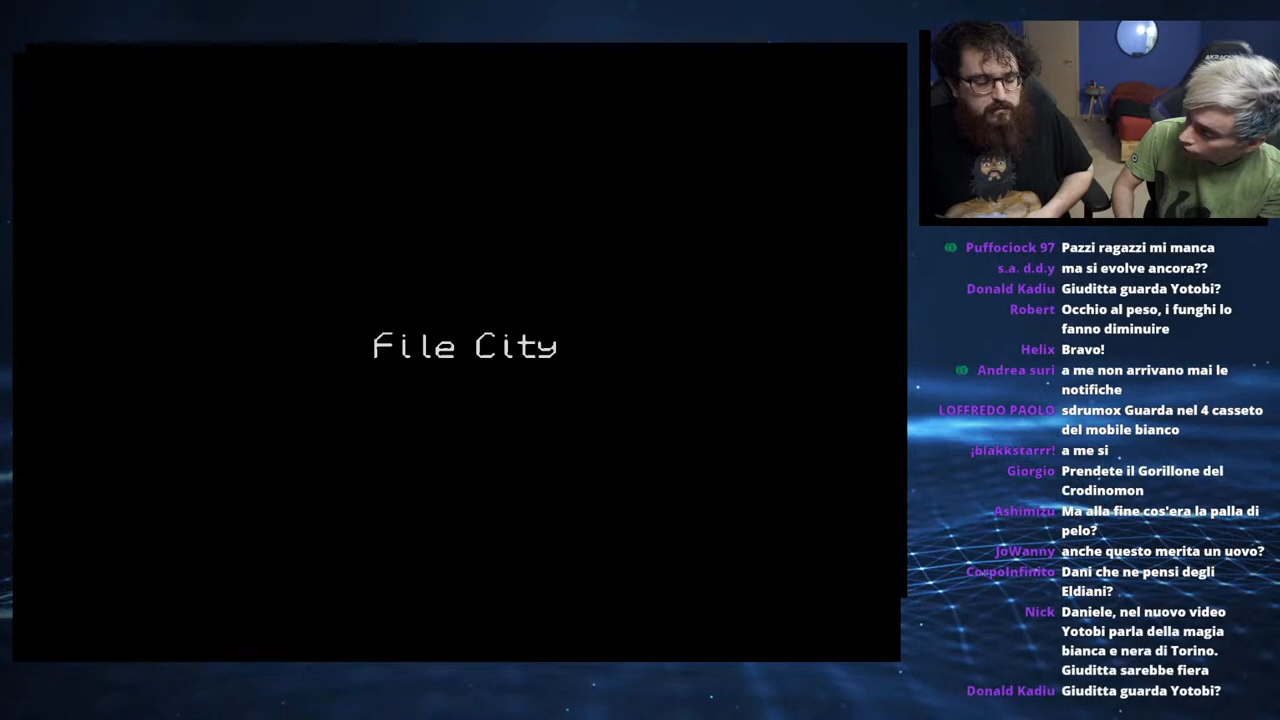 File City
AKRACING
Puffociock 97 Pazzi ragazzi mi manca
s.a. d.d.y ma si evolve ancora??
Donald Kadiu Giuditta guarda Yotobi?
Robert Occhio al peso, i funghi lo
fanno diminuire
Helix Bravo!
Andrea suri a me non arrivano mai le
notifiche
LOFFREDO PAOLO sdrumox Guarda nel 4 casseto
del mobile bianco
¡blakkstarrr! a me si
Giorgio Prendete il Gorillone del
Crodinomon
Ashimizu Ma alla fine cos'era la palla di
pelo?
JoWanny anche questo merita un uovo?
CorpoInfinito Dani che ne pensi degli
Eldiani?
Nick Daniele, nel nuovo video
Yotobi parla della magia
bianca e nera di Torino.
Giuditta sarebbe fiera
Donald Kadiu Giuditta guarda Yotobi?